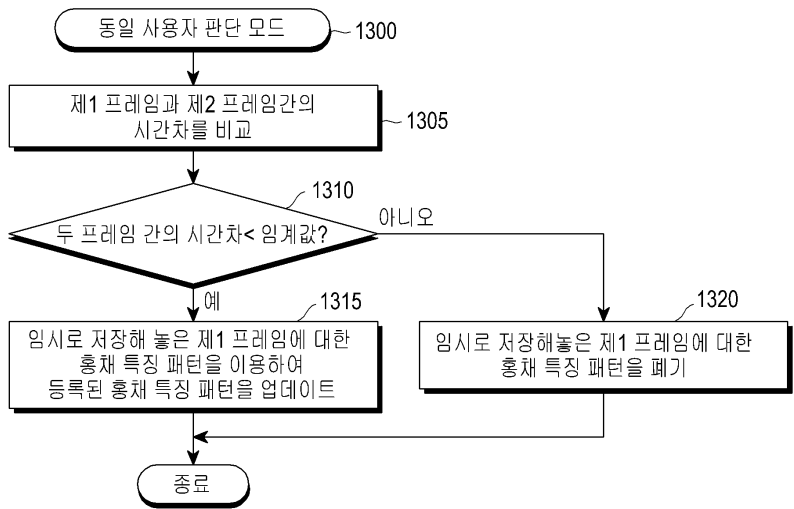 동일 사용자 판단 모드
1300
제1 프레임과 제2 프레임간의
시간차를 비교
1305
1310
두 프레임 간의 시간차< 임계값?
아니오
예
1315
임시로 저장해 놓은 제1 프레임에 대한
홍채 특징 패턴을 이용하여
등록된 홍채 특징 패턴을 업데이트
1320
임시로 저장해놓은 제1 프레임에 대한
홍채 특징 패턴을 폐기
종료